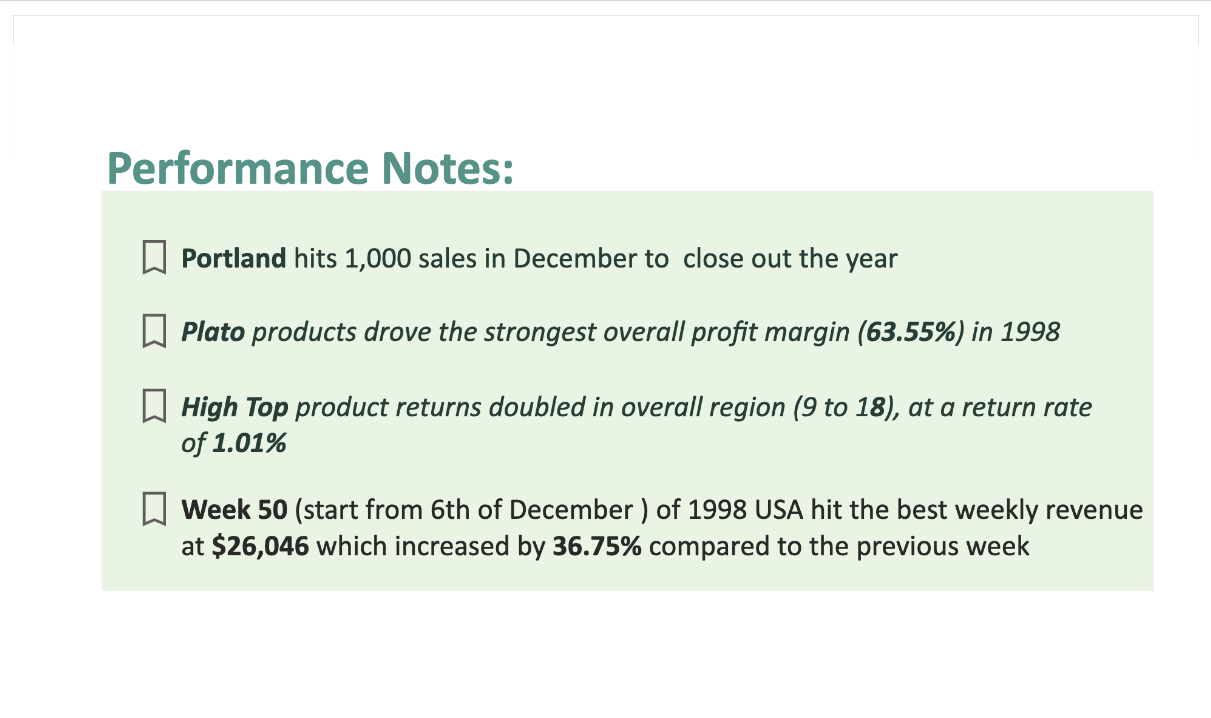 Performance Notes:
Portland hits 1,000 sales in December to  close out the year
Plato products drove the strongest overall profit margin (63.55%) in 1998
High Top product returns doubled in overall region (9 to 18), at a return rate
of 1.01%
Week 50 (start from 6th of December ) of 1998 USA hit the best weekly revenue
at $26,046 which increased by 36.75% compared to the previous week